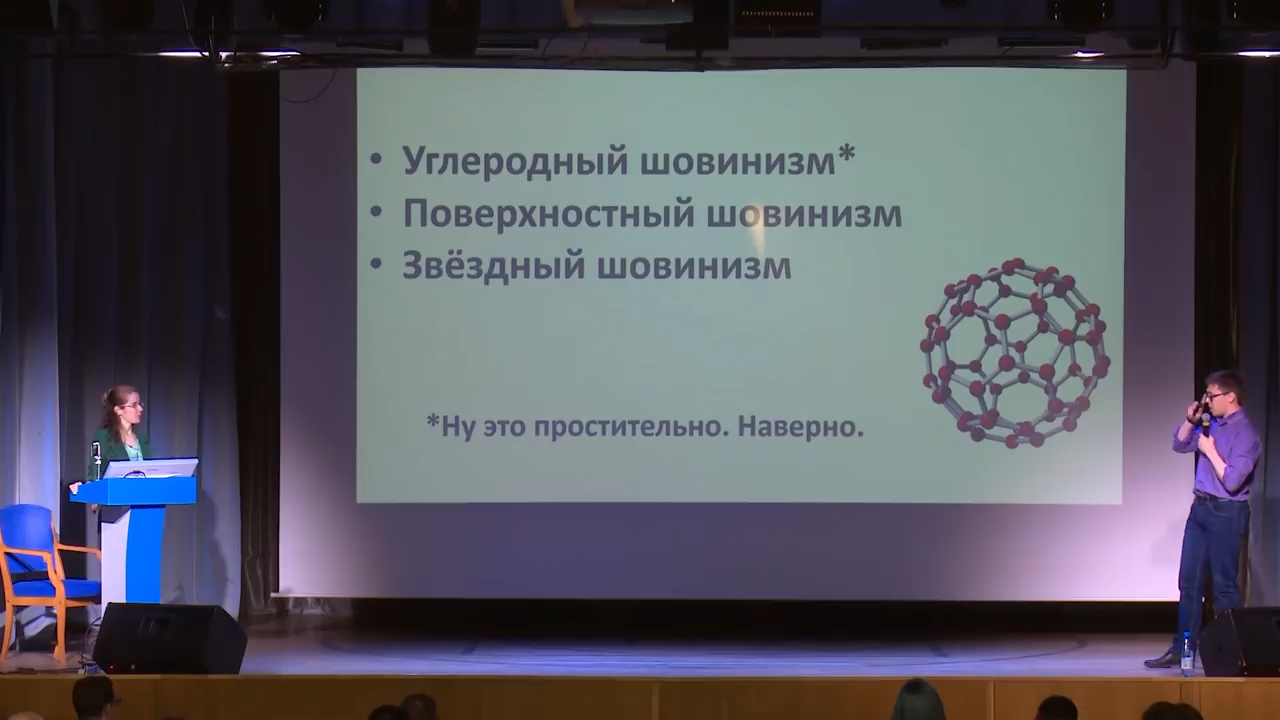 • Углеродный шовинизм*
• Поверхностный шовинизм
• Звёздный шовинизм
*Ну это простительно. Наверно.